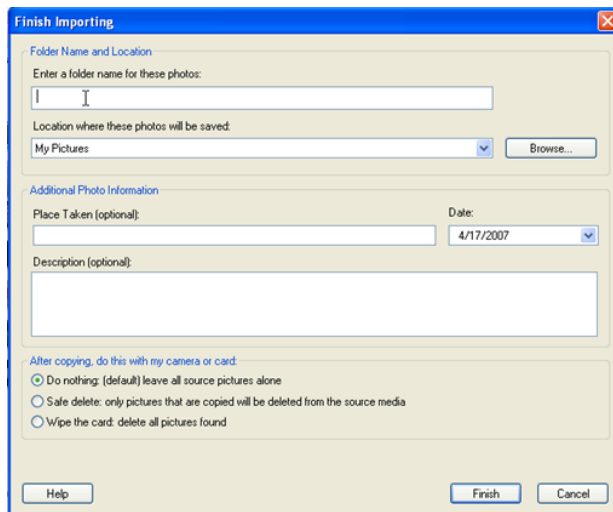 Finish Importing
Folder Name and Location
Enter a folder name for these photos:
Location where these photos will be saved:
My Pictures
Browse...
Additional Photo Information
Place Taken (optional):
Date:
4/17/2007
Description (optional):
After copying, do this with my camera or card:
Do nothing: (default) leave all source pictures alone
Safe delete: only pictures that are copied will be deleted from the source media
Wipe the card: delete all pictures found
Help
Finish
Cancel